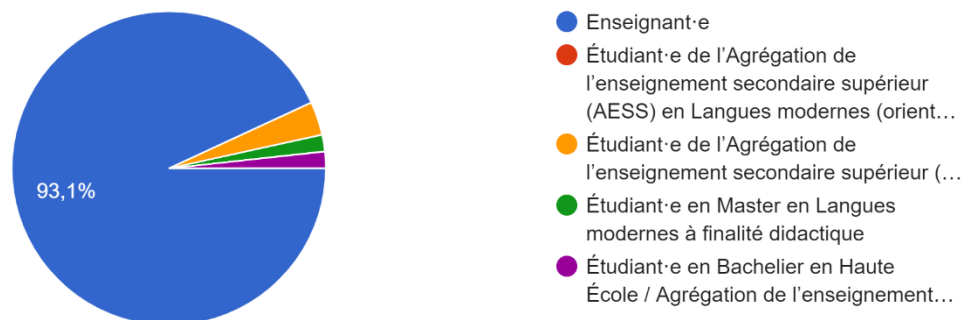 Enseignant·e
Étudiant·e de l’Agrégation de
l’enseignement secondaire supérieur
(AESS) en Langues modernes (orient…
Étudiant·e de l’Agrégation de
l’enseignement secondaire supérieur (…
93,1%
Étudiant·e en Master en Langues
modernes à finalité didactique
Étudiant·e en Bachelier en Haute
École / Agrégation de l’enseignement…